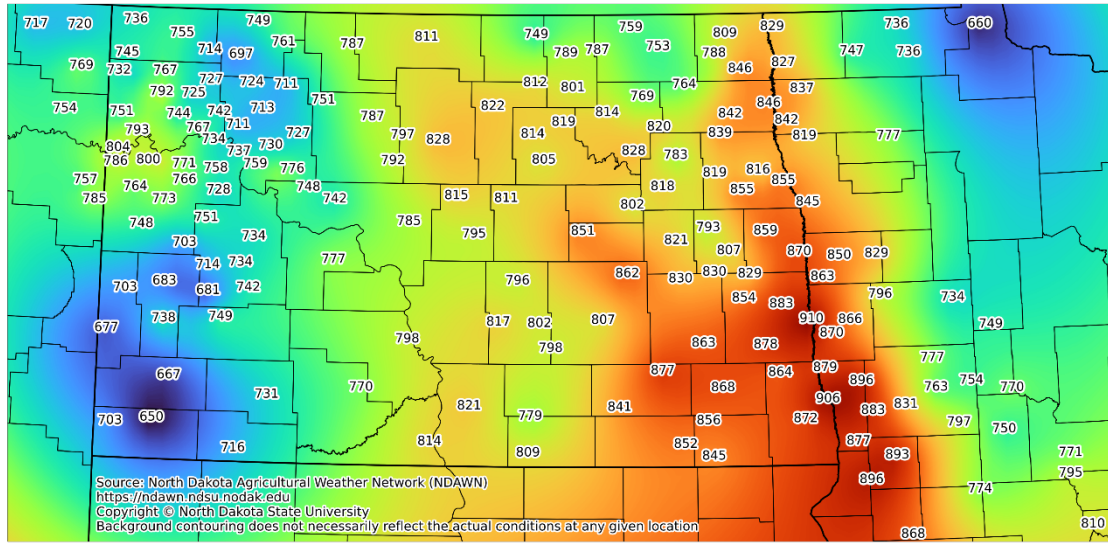 717 720 736 749 829 736 660
755 811 749 759 809
745 714 697 761 787 789 787 753 788 747 736
769 732 767 846 827
792 727 725 724 711 812 801 764 837
754 751 744 742 713 751 787 822 814 769 842 846
793 767 711 727 797 828 814 819 820 839 842 819 777
804 734 737 730
786 800 771 758 759 776 792 805 828 783
757 764 766 728 748 818 819 816 855
785 773 742 815 811 802 855 845
748 751 785 851 793 859
703 734 795 821 807 870 850 829
714 734 777 862 830 830 829 863
703 683 681 742 796 854 796 734
738 749 817 802 807 883 910 866 749
677 798 798 863 878 870
667 877 864 879 777
731 770 868 896 763 754 770
703 650 821 779 841 856 872 906 883 831 797 750
716 814 809 852 845 877 893 771
896 774 795
Source: North Dakota Agricultural Weather Network (NDAWN)
https://ndawn.ndsu.nodak.edu
Copyright © North Dakota State University
Background contouring does not necessarily reflect the actual conditions at any given location
810
868